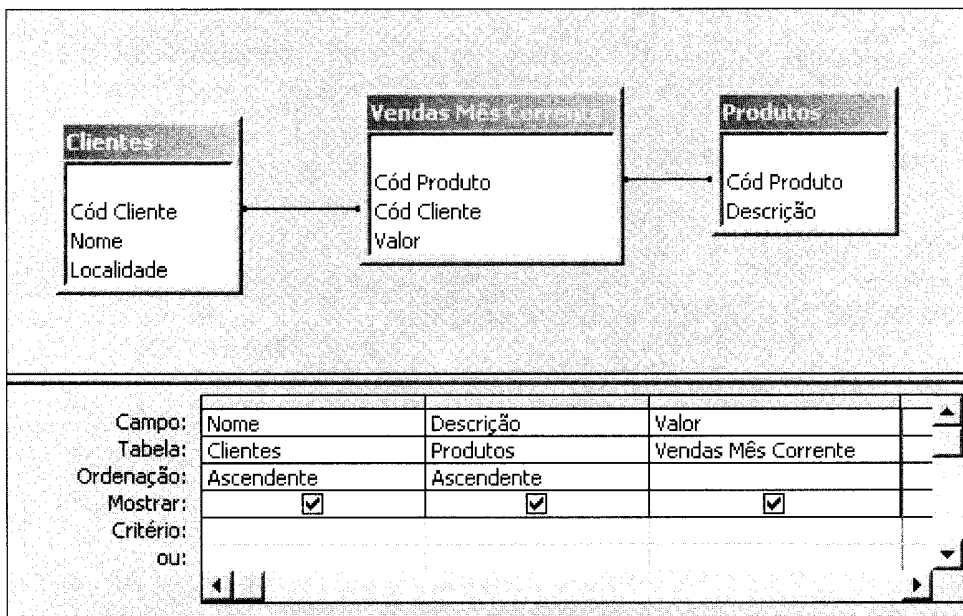 Clientes
Cód Cliente
Nome
Localidade
Vendas Mês Corrente
Cód Produto
Cód Cliente
Valor
Produtos
Cód Produto
Descrição
Campo: Nome Descrição Valor
Tabela: Clientes Produtos Vendas Mês Corrente
Ordenação: Ascendente Ascendente
Mostrar:
Critério:
ou: